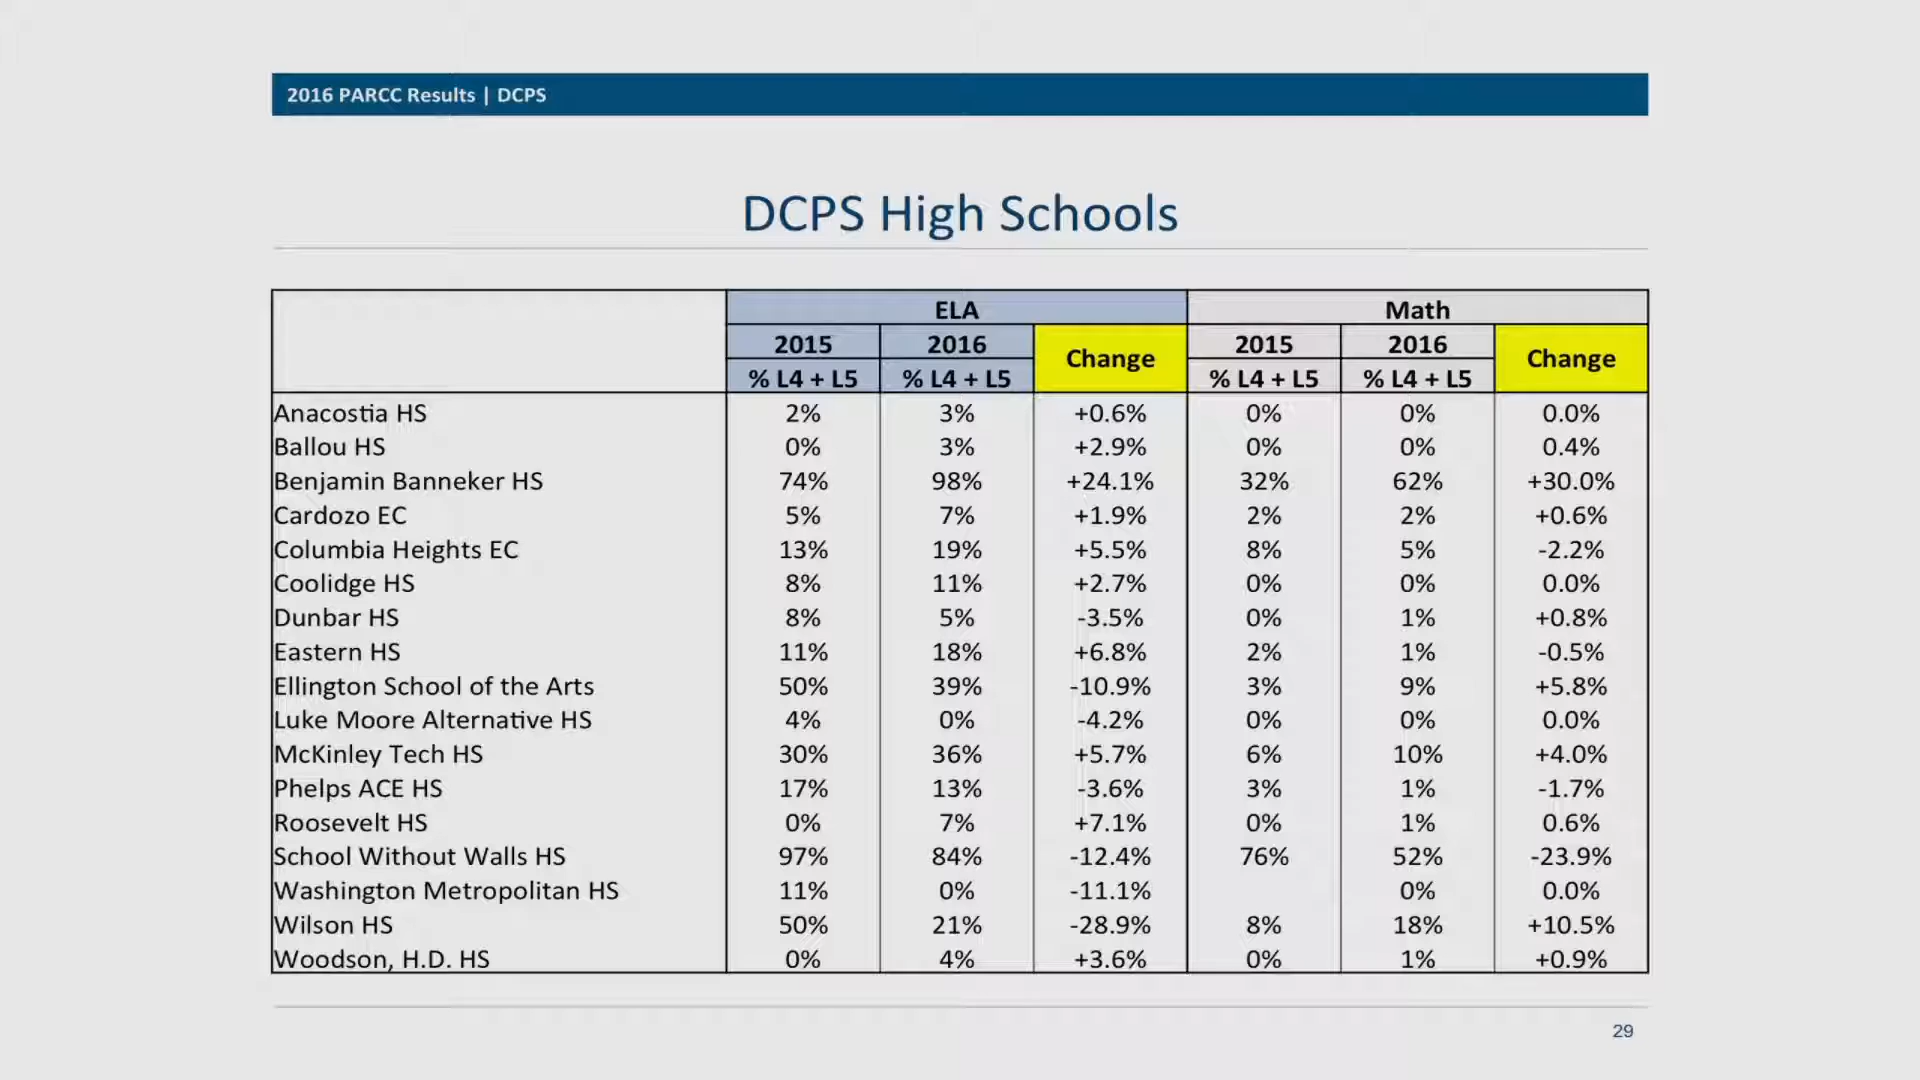 2016 PARCC Results | DCPS
DCPS High Schools
ELA Math
2015 2016 Change 2015 2016 Change
% L4 + L5 % L4 + L5 % L4 + L5 % L4 + L5
Anacostia HS 2% 3% +0.6% 0% 0% 0.0%
Ballou HS 0% 3% +2.9% 0% 0% 0.4%
Benjamin Banneker HS 74% 98% +24.1% 32% 62% +30.0%
Cardozo EC 5% 7% +1.9% 2% 2% +0.6%
Columbia Heights EC 13% 19% +5.5% 8% 5% -2.2%
Coolidge HS 8% 11% +2.7% 0% 0% 0.0%
Dunbar HS 8% 5% -3.5% 0% 1% +0.8%
Eastern HS 11% 18% +6.8% 2% 1% -0.5%
Ellington School of the Arts 50% 39% -10.9% 3% 9% +5.8%
Luke Moore Alternative HS 4% 0% -4.2% 0% 0% 0.0%
McKinley Tech HS 30% 36% +5.7% 6% 10% +4.0%
Phelps ACE HS 17% 13% -3.6% 3% 1% -1.7%
Roosevelt HS 0% 7% +7.1% 0% 1% 0.6%
School Without Walls HS 97% 84% -12.4% 76% 52% -23.9%
Washington Metropolitan HS 11% 0% -11.1% 0% 0.0%
Wilson HS 50% 21% -28.9% 8% 18% +10.5%
Woodson, H.D. HS 0% 4% +3.6% 0% 1% +0.9%
29